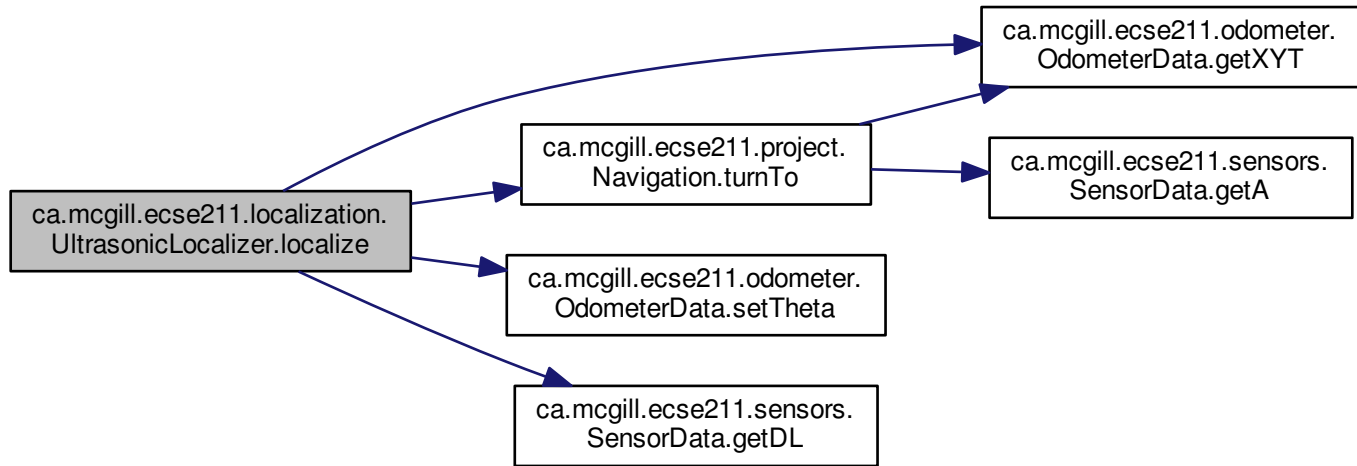 ca.mcgill.ecse211.localization.
UltrasonicLocalizer.localize
ca.mcgill.ecse211.odometer.
OdometerData.getXYT
ca.mcgill.ecse211.project.
Navigation.turnTo
ca.mcgill.ecse211.sensors.
SensorData.getA
ca.mcgill.ecse211.odometer.
OdometerData.setTheta
ca.mcgill.ecse211.sensors.
SensorData.getDL